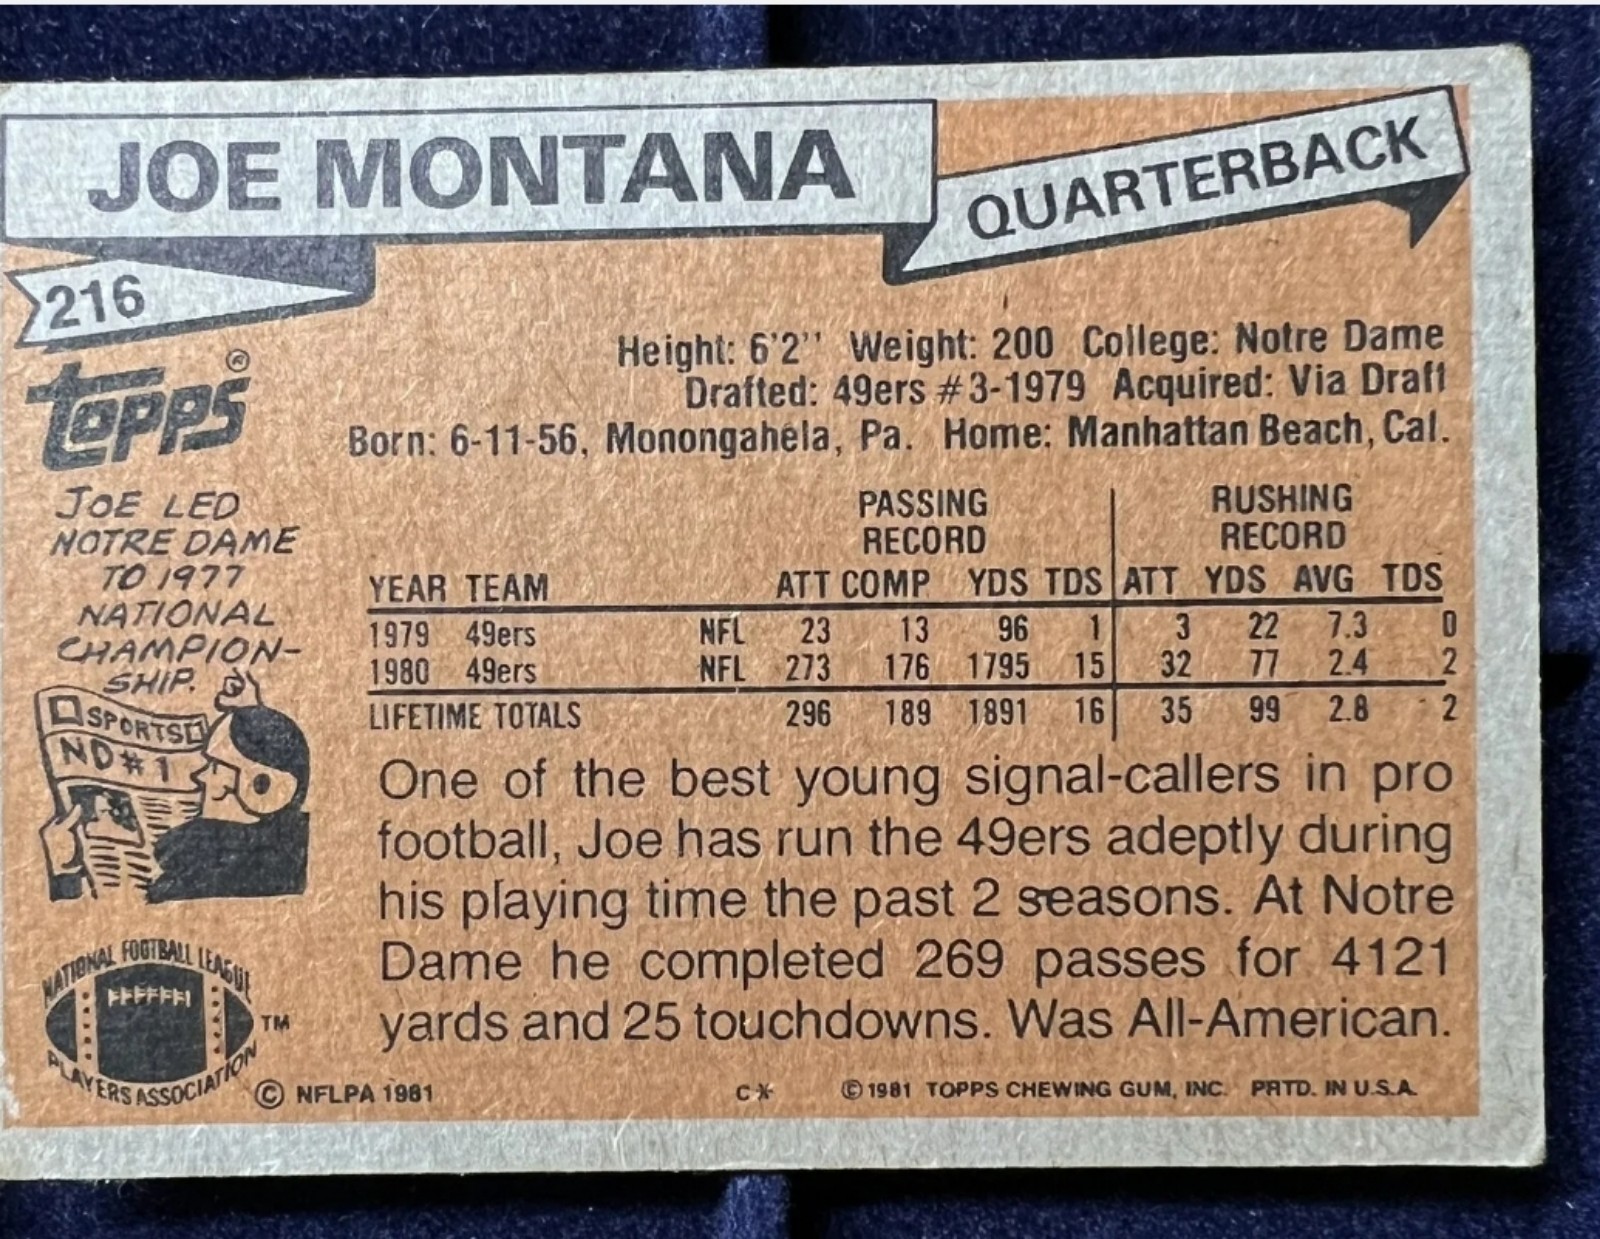 JOE MONTANA
QUARTERBACK
216
topps®
Height: 6'2'' Weight: 200 College: Notre Dame
Drafted: 49ers #3-1979 Acquired: Via Draft
Born: 6-11-56, Monongahela, Pa. Home: Manhattan Beach, Cal.
JOE LED
NOTRE DAME
TO 1977
NATIONAL
CHAMPION-
SHIP.
SPORTS
ND #1
PASSING RUSHING
RECORD RECORD
YEAR TEAM ATT COMP YDS TDS ATT YDS AVG TDS
1979 49ers NFL 23 13 96 1 3 22 7.3 0
1980 49ers NFL 273 176 1795 15 32 77 2.4 2
LIFETIME TOTALS 296 189 1891 16 35 99 2.8 2
One of the best young signal-callers in pro
football, Joe has run the 49ers adeptly during
his playing time the past 2 seasons. At Notre
Dame he completed 269 passes for 4121
yards and 25 touchdowns. Was All-American.
NATIONAL FOOTBALL LEAGUE
PLAYERS ASSOCIATION
TM
© NFLPA 1981 C* © 1981 TOPPS CHEWING GUM, INC. PRTD. IN U.S.A.